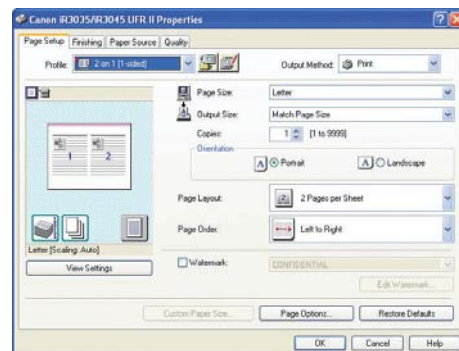 Canon iR3035/iR3045 UFR II Properties
Page Setup Finishing Paper Source Quality
Profile: 2 on 1 [1-sided] Output Method: Print
Page Size: Letter
Output Size: Match Page Size
Copies: 1 [1 to 9999]
Orientation
A Portrait A Landscape
1 2
Page Layout: 2 Pages per Sheet
Page Order: Left to Right
Letter [Scaling: Auto]
View Settings
Watermark: CONFIDENTIAL
Edit Watermark...
Custom Paper Size... Page Options... Restore Defaults
OK Cancel Help